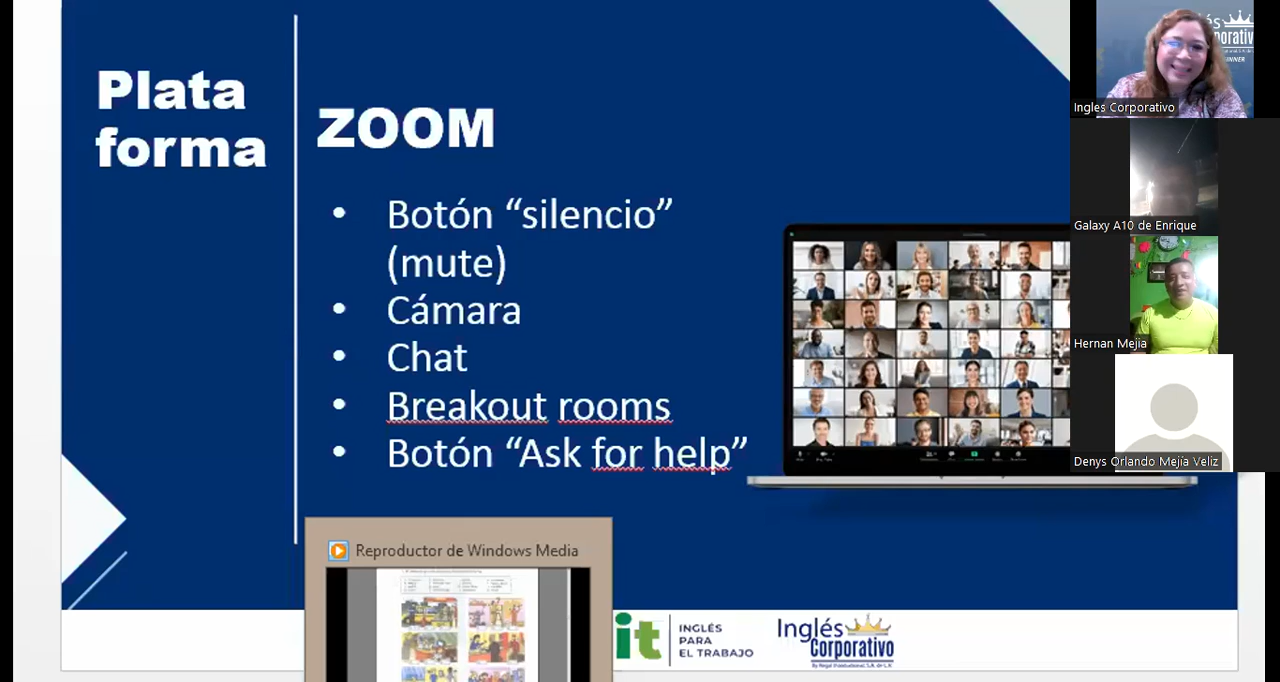 Plata
forma
ZOOM
• Botón “silencio”
(mute)
• Cámara
• Chat
• Breakout rooms
• Botón “Ask for help”
Reproductor de Windows Media
it
INGLÉS
PARA
EL TRABAJO
Inglés
Corporativo
Ingles Corporativo
Galaxy A10 de Enrique
Hernan Mejia
Denys Orlando Mejía Veliz